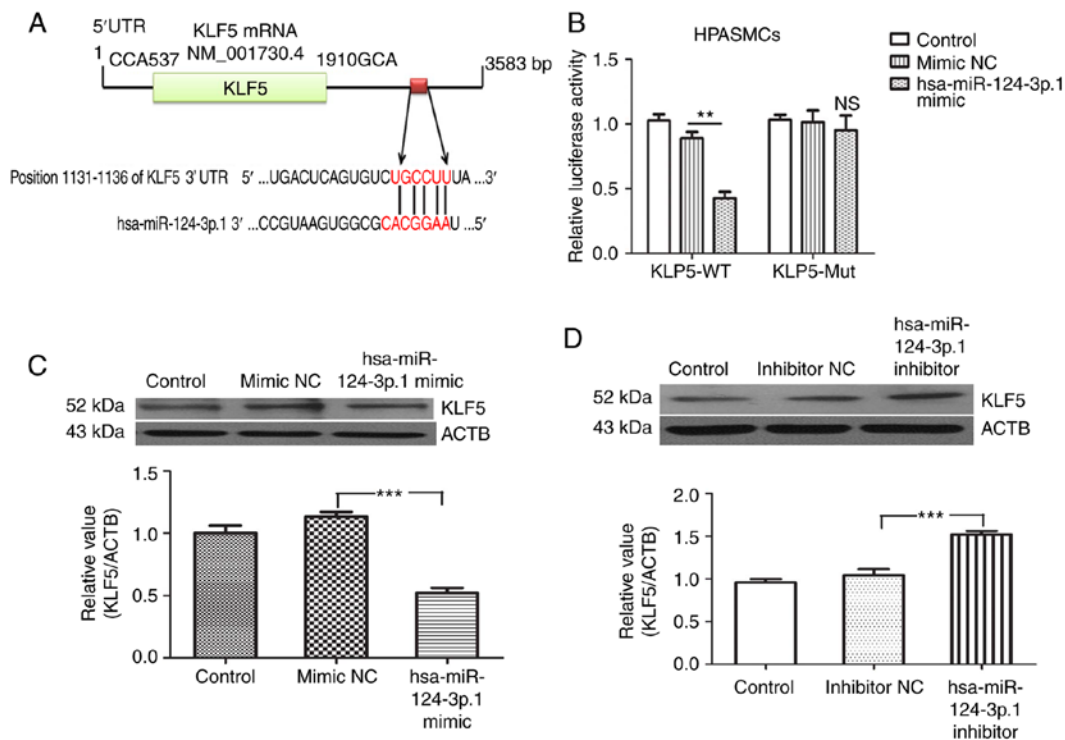 A
5′UTR
KLF5 mRNA
NM_001730.4
1
CCA537
1910GCA
3583 bp
KLF5
Position 1131-1136 of KLF5 3′ UTR 5′ ...UGACUCAGUGUCUGCCUUUA ...3′
hsa-miR-124-3p.1 3′ ...CCGUAAGUGGCGCACGGAAU ...5′
B
HPASMCs
Control
Mimic NC
hsa-miR-124-3p.1
mimic
Relative luciferase activity
1.5
1.0
0.5
0.0
**
NS
KLP5-WT
KLP5-Mut
C
Control
Mimic NC
hsa-miR-
124-3p.1 mimic
52 kDa
KLF5
43 kDa
ACTB
Relative value
(KLF5/ACTB)
1.5
1.0
0.5
0.0
***
Control
Mimic NC
hsa-miR-
124-3p.1
mimic
D
Control
Inhibitor NC
hsa-miR-
124-3p.1
inhibitor
52 kDa
KLF5
43 kDa
ACTB
Relative value
(KLF5/ACTB)
2.0
1.5
1.0
0.5
0.0
***
Control
Inhibitor NC
hsa-miR-
124-3p.1
inhibitor